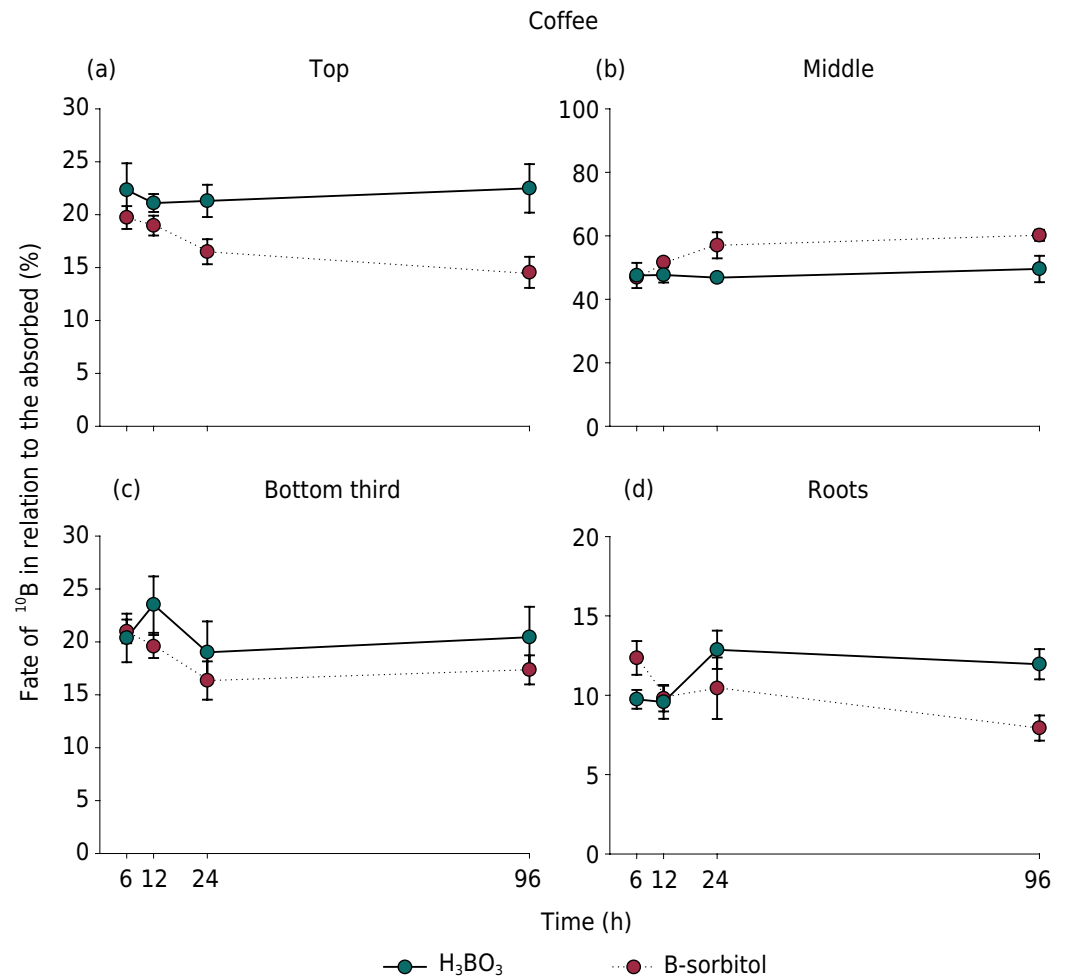 Coffee
(a) Top
30
25
20
15
10
5
0
(b) Middle
100
80
60
40
20
0
Fate of ¹⁰B in relation to the absorbed (%)
(c) Bottom third
30
25
20
15
10
5
0
6 12 24 96
(d) Roots
20
15
10
5
0
6 12 24 96
Time (h)
H₃BO₃ B-sorbitol